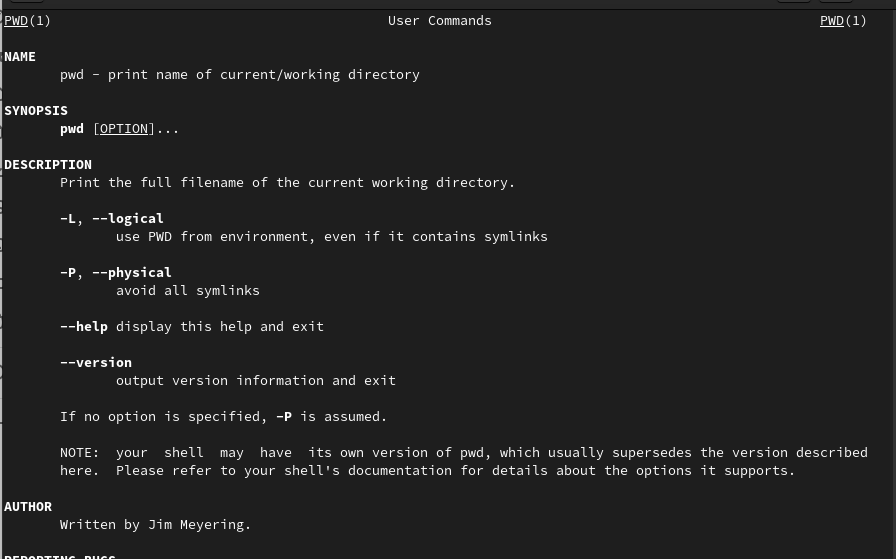 PWD(1) User Commands PWD(1)
NAME
pwd - print name of current/working directory
SYNOPSIS
pwd [OPTION]...
DESCRIPTION
Print the full filename of the current working directory.
-L, --logical
use PWD from environment, even if it contains symlinks
-P, --physical
avoid all symlinks
--help display this help and exit
--version
output version information and exit
If no option is specified, -P is assumed.
NOTE: your shell may have its own version of pwd, which usually supersedes the version described
here. Please refer to your shell's documentation for details about the options it supports.
AUTHOR
Written by Jim Meyering.
REPORTING BUGS